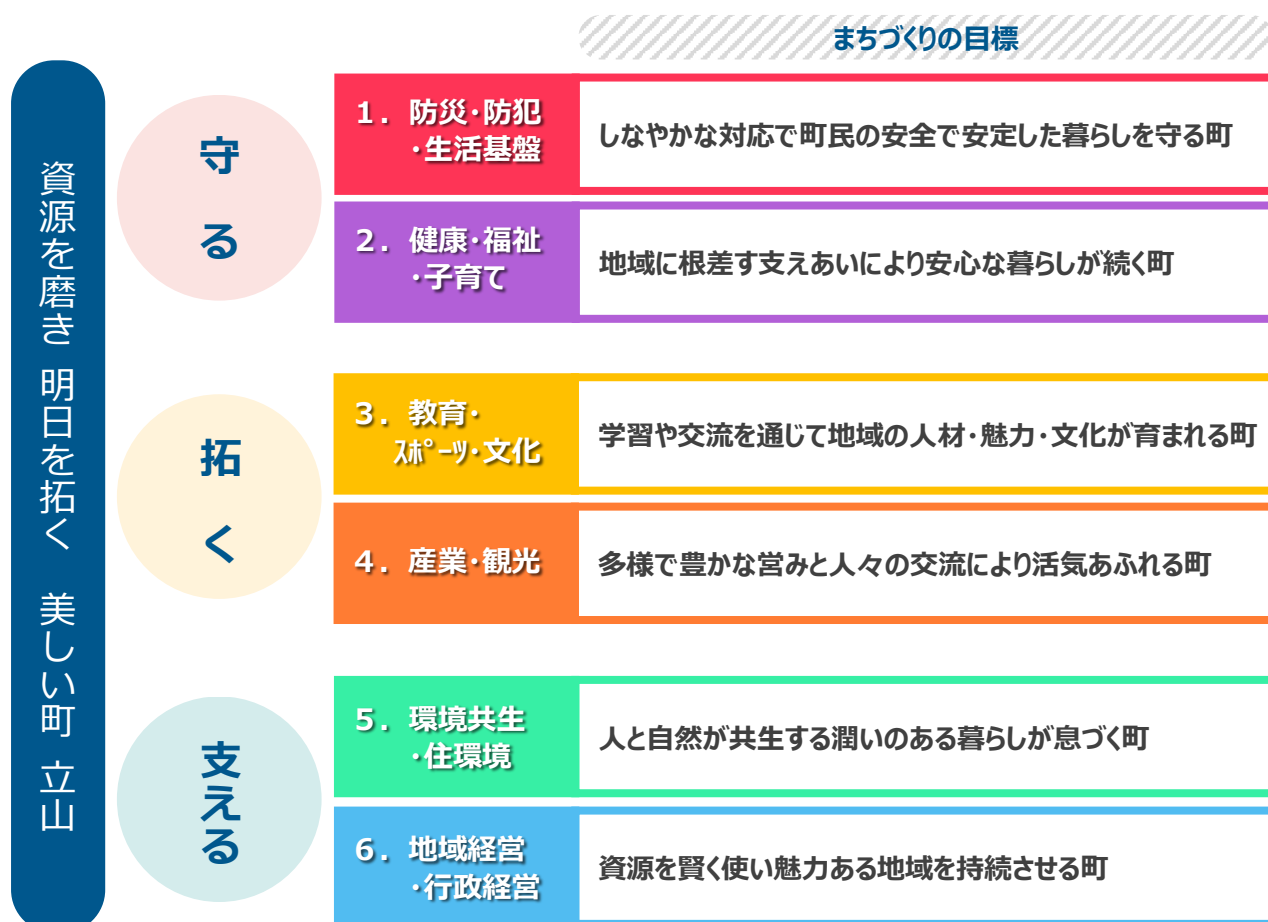 まちづくりの目標
資源を磨き 明日を拓く 美しい町 立山
守る
1．防災・防犯
・生活基盤
しなやかな対応で町民の安全で安定した暮らしを守る町
2．健康・福祉
・子育て
地域に根差す支えあいにより安心な暮らしが続く町
拓く
3．教育・
ｽﾎﾟｰﾂ・文化
学習や交流を通じて地域の人材・魅力・文化が育まれる町
4．産業・観光
多様で豊かな営みと人々の交流により活気あふれる町
支える
5．環境共生
・住環境
人と自然が共生する潤いのある暮らしが息づく町
6．地域経営
・行政経営
資源を賢く使い魅力ある地域を持続させる町